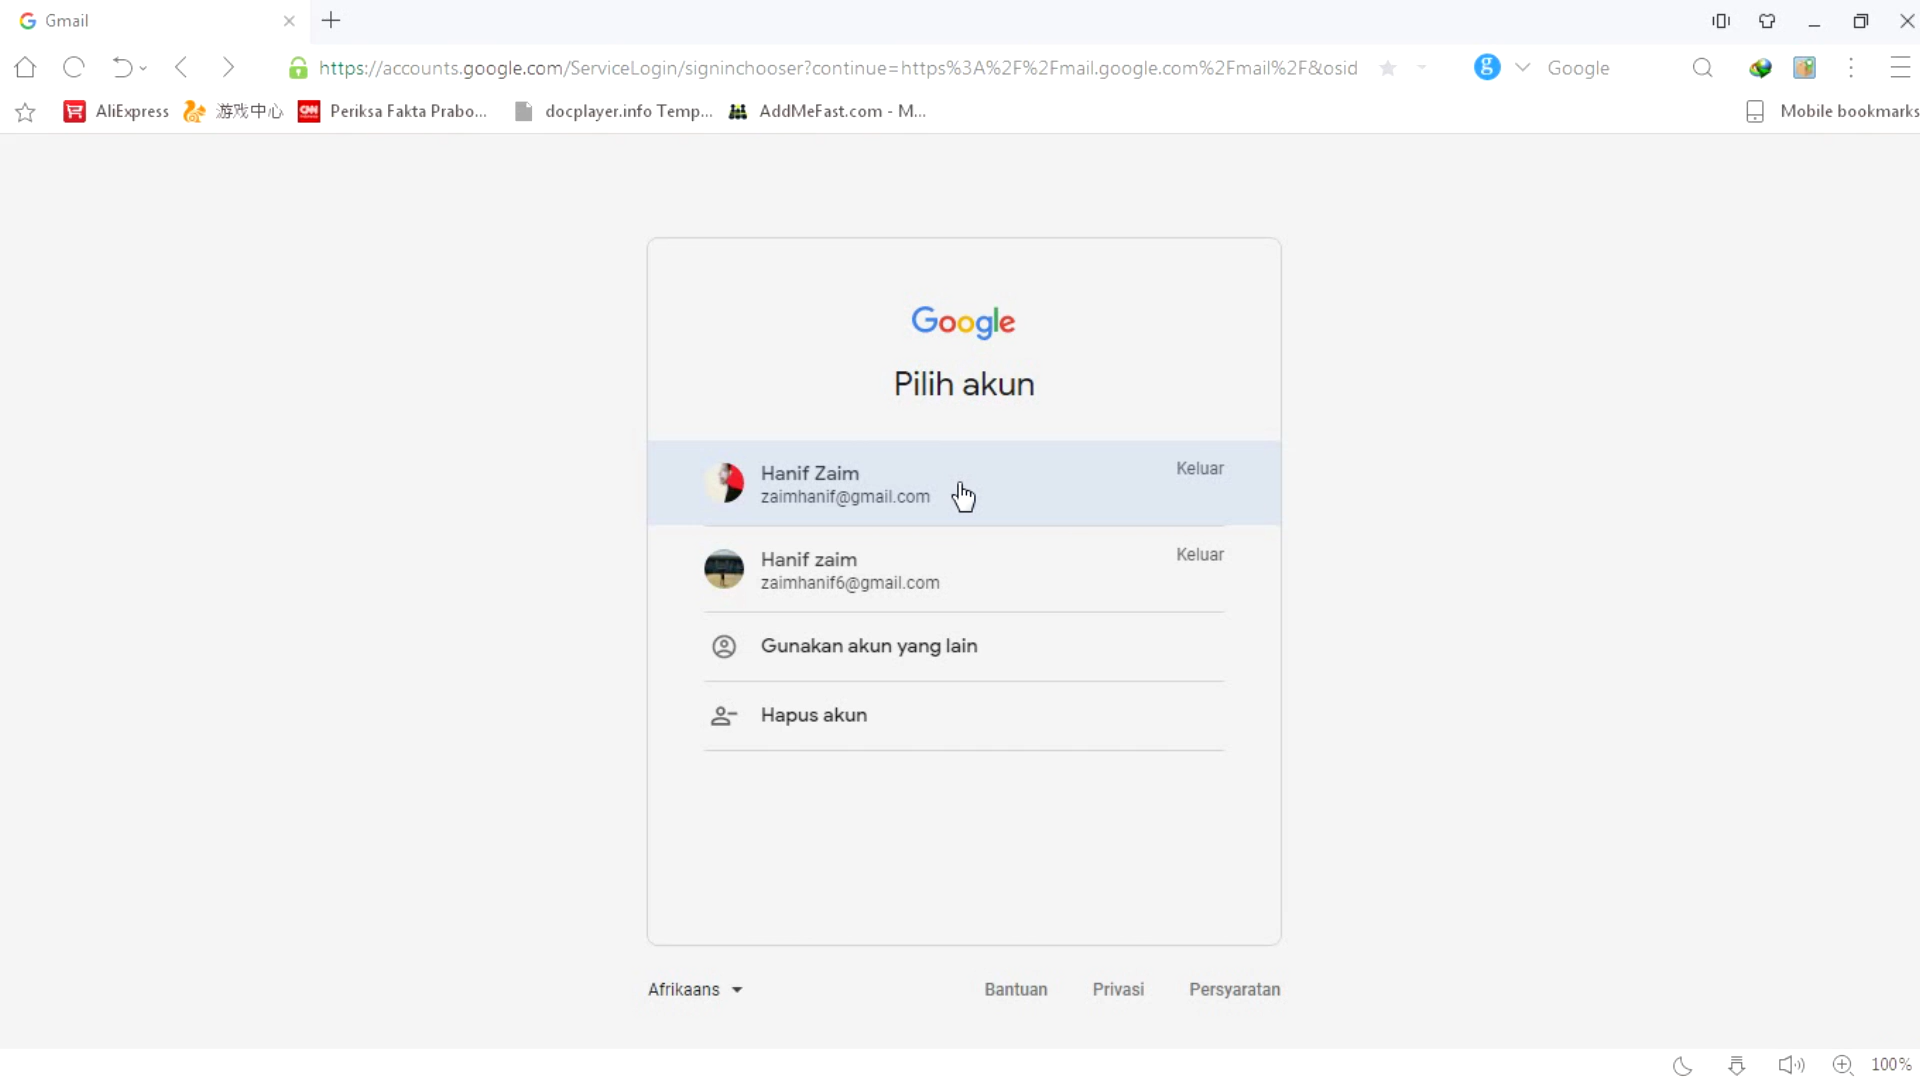 Gmail
https://accounts.google.com/ServiceLogin/signinchooser?continue=https%3A%2F%2Fmail.google.com%2Fmail%2F&osid
Google
AliExpress 游戏中心 CNN Periksa Fakta Prabo... docplayer.info Temp... AddMeFast.com - M... Mobile bookmarks
Google
Pilih akun
Hanif Zaim Keluar
zaimhanif@gmail.com
Hanif zaim Keluar
zaimhanif6@gmail.com
Gunakan akun yang lain
Hapus akun
Afrikaans Bantuan Privasi Persyaratan
100%